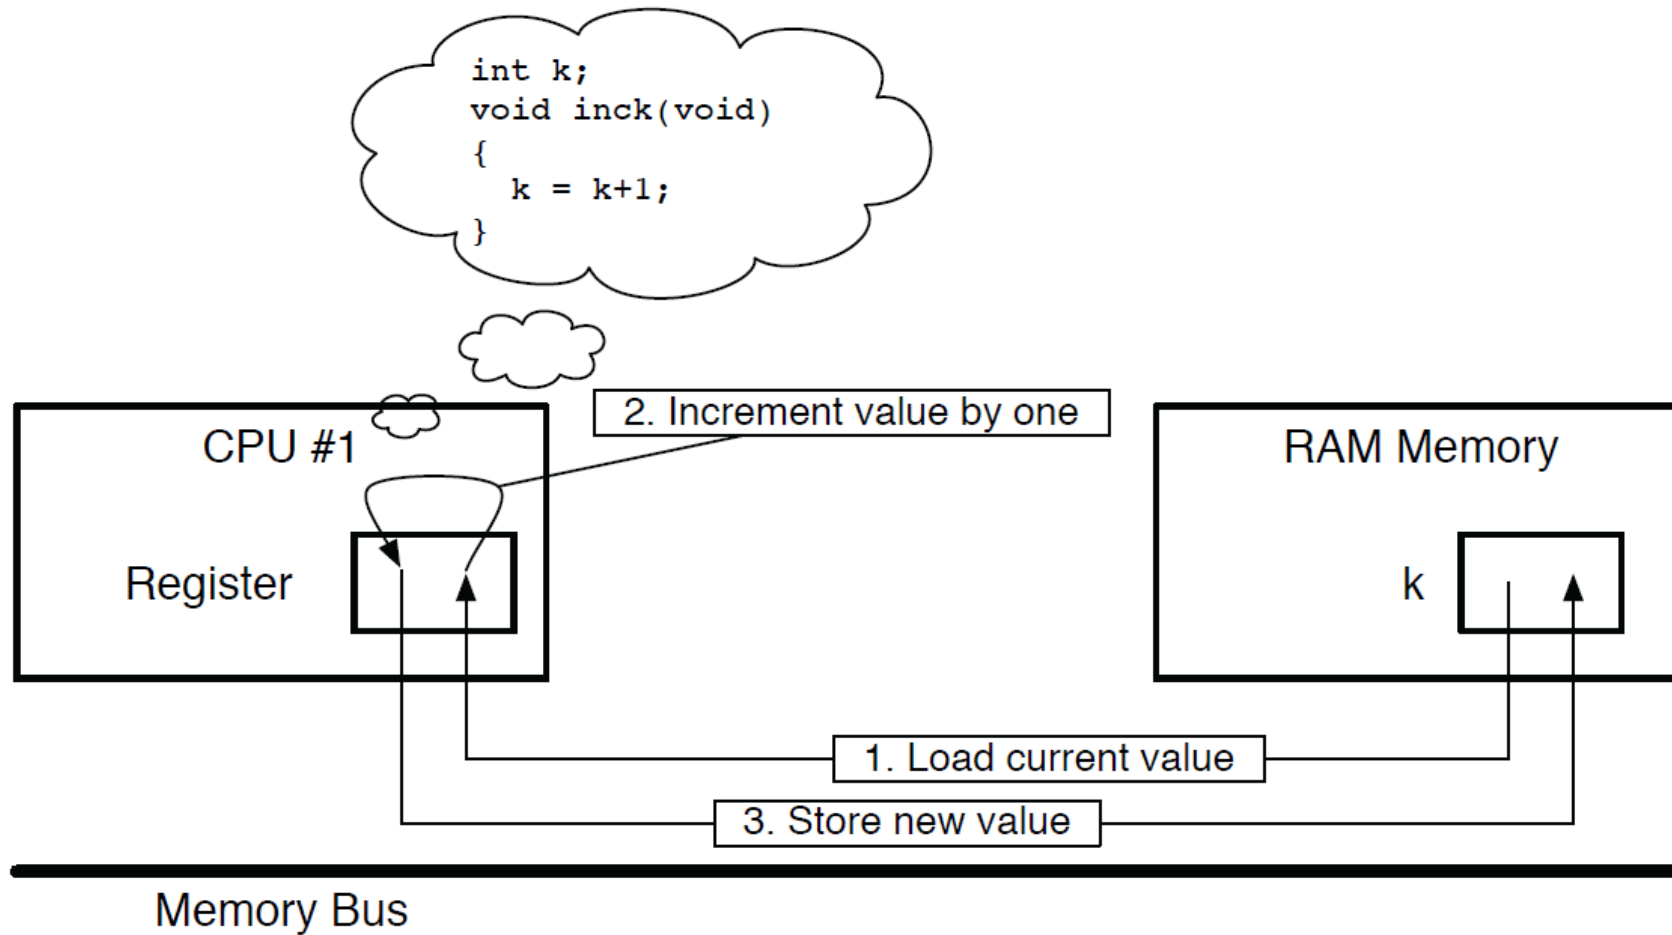 int k;
void inck(void)
{
  k = k+1;
}
2. Increment value by one
CPU #1
RAM Memory
Register
k
1. Load current value
3. Store new value
Memory Bus